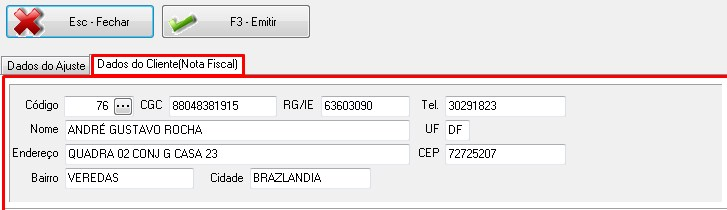 Esc - Fechar F3 - Emitir
Dados do Ajuste Dados do Cliente(Nota Fiscal)
Código 76 ... CGC 88048381915 RG/IE 63603090 Tel. 30291823
Nome ANDRÉ GUSTAVO ROCHA UF DF
Endereço QUADRA 02 CONJ G CASA 23 CEP 72725207
Bairro VEREDAS Cidade BRAZLANDIA